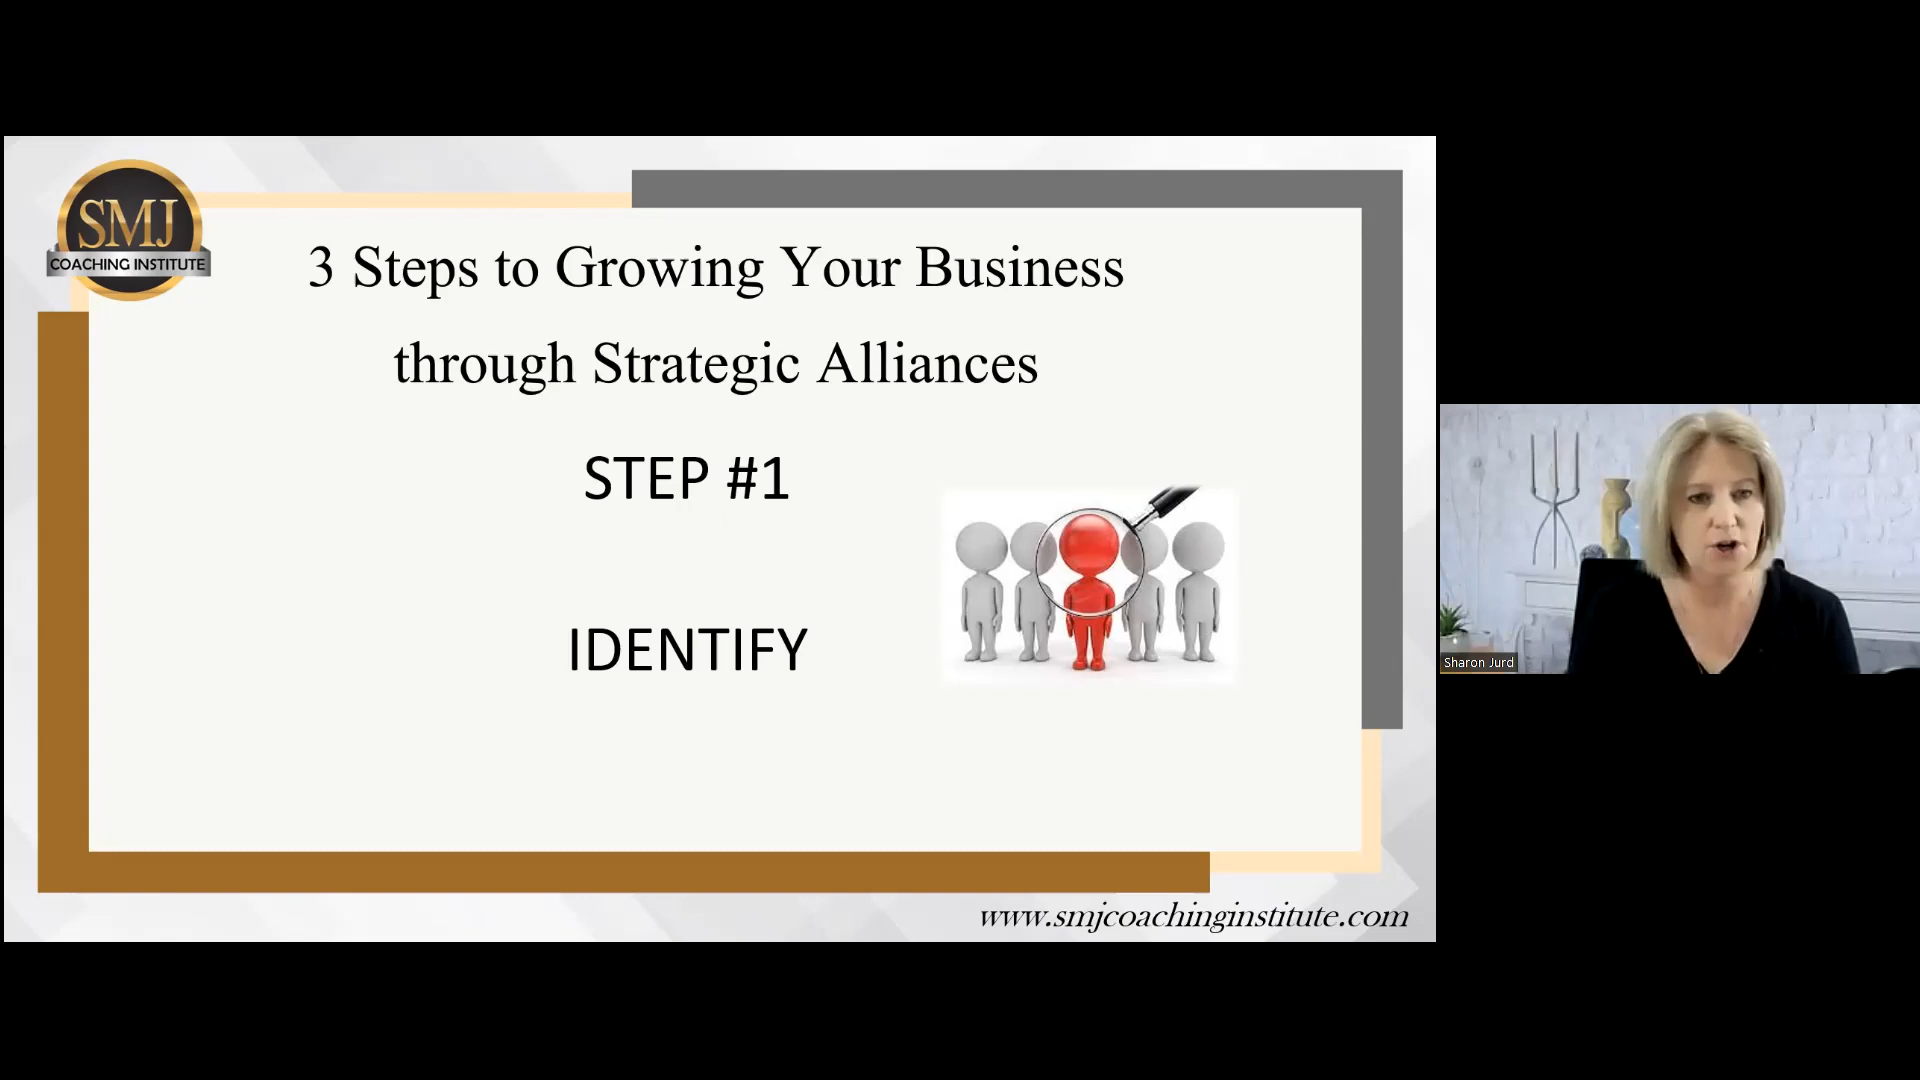 SMJ
COACHING INSTITUTE
3 Steps to Growing Your Business
through Strategic Alliances
STEP #1
IDENTIFY
www.smjcoachinginstitute.com
Sharon Jurd